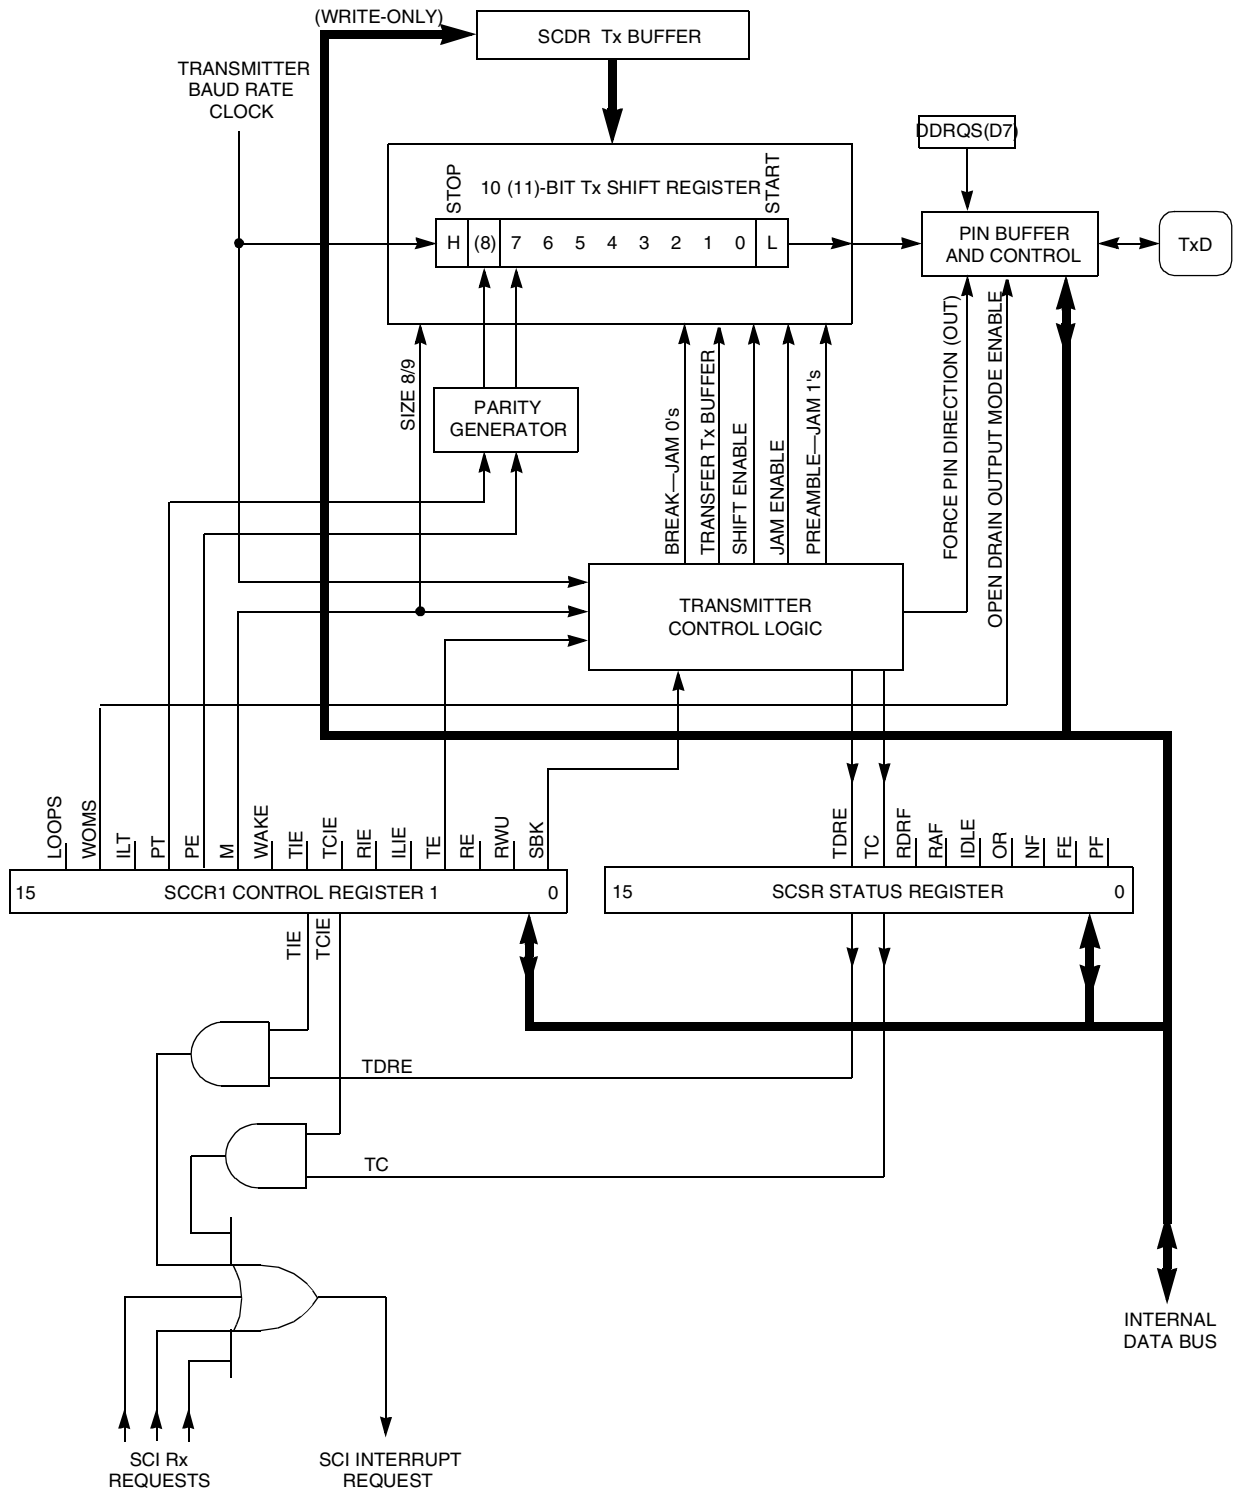 (WRITE-ONLY)
SCDR Tx BUFFER
TRANSMITTER
BAUD RATE
CLOCK
DDRQS(D7)
STOP
10 (11)-BIT Tx SHIFT REGISTER
START
H (8) 7 6 5 4 3 2 1 0 L
PIN BUFFER
AND CONTROL
TxD
SIZE 8/9
PARITY
GENERATOR
BREAK—JAM 0's
TRANSFER Tx BUFFER
SHIFT ENABLE
JAM ENABLE
PREAMBLE—JAM 1's
FORCE PIN DIRECTION (OUT)
OPEN DRAIN OUTPUT MODE ENABLE
TRANSMITTER
CONTROL LOGIC
LOOPS
WOMS
ILT
PT
PE
M
WAKE
TIE
TCIE
RIE
ILIE
TE
RE
RWU
SBK
TDRE
TC
RDRF
RAF
IDLE
OR
NF
FE
PF
15 SCCR1 CONTROL REGISTER 1 0
15 SCSR STATUS REGISTER 0
TIE
TCIE
TDRE
TC
INTERNAL
DATA BUS
SCI Rx
REQUESTS
SCI INTERRUPT
REQUEST